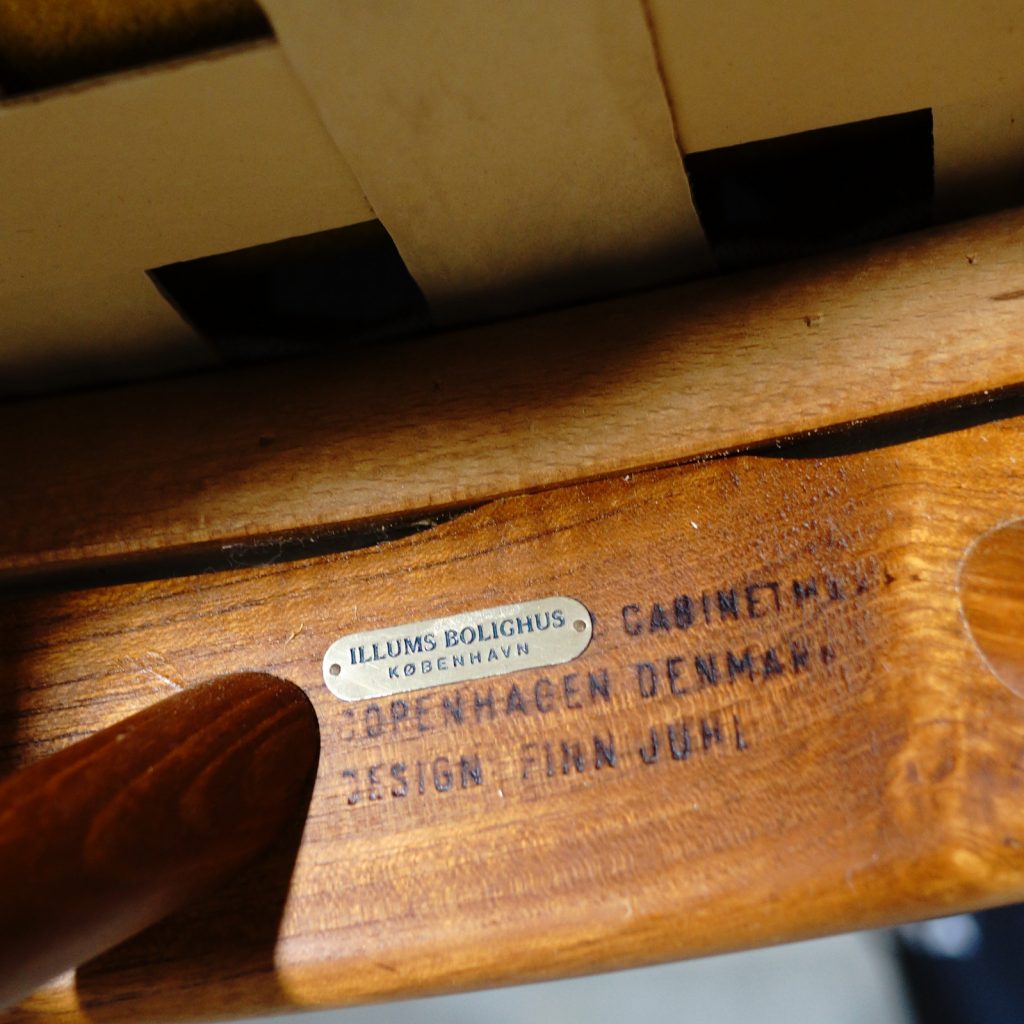 ILLUMS BOLIGHUS
KØBENHAVN
COPENHAGEN DENMARK
DESIGN: FINN JUHL